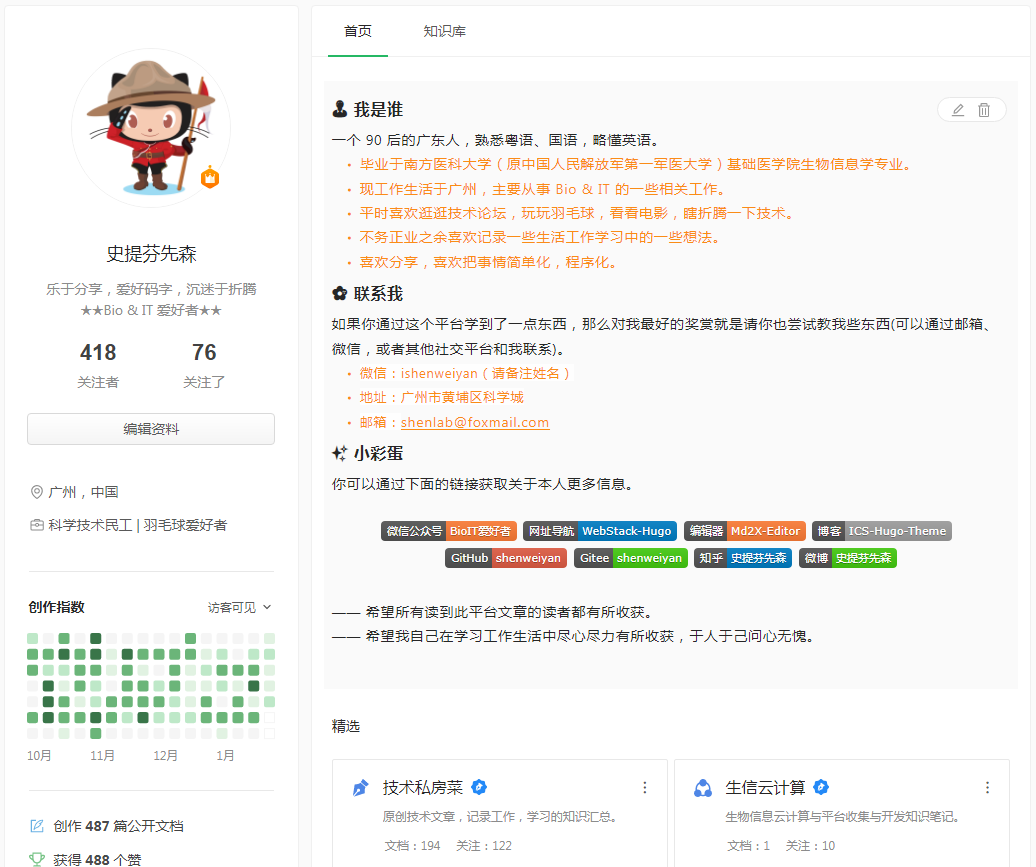 史提芬先森
乐于分享，爱好码字，沉迷于折腾
★★Bio & IT 爱好者★★
418
76
关注者
关注了
编辑资料
广州，中国
科学技术民工 | 羽毛球爱好者
创作指数
访客可见
10月
11月
12月
1月
创作 487 篇公开文档
获得 488 个赞
首页
知识库
我是谁
一个 90 后的广东人，熟悉粤语、国语，略懂英语。
• 毕业于南方医科大学（原中国人民解放军第一军医大学）基础医学院生物信息学专业。
• 现工作生活于广州，主要从事 Bio & IT 的一些相关工作。
• 平时喜欢逛逛技术论坛，玩玩羽毛球，看看电影，瞎折腾一下技术。
• 不务正业之余喜欢记录一些生活工作学习中的一些想法。
• 喜欢分享，喜欢把事情简单化，程序化。
联系我
如果你通过这个平台学到了一点东西，那么对我最好的奖赏就是请你也尝试教我些东西(可以通过邮箱、
微信，或者其他社交平台和我联系)。
• 微信：ishenweiyan（请备注姓名）
• 地址：广州市黄埔区科学城
• 邮箱：shenlab@foxmail.com
小彩蛋
你可以通过下面的链接获取关于本人更多信息。
微信公众号 BioIT爱好者 网址导航 WebStack-Hugo 编辑器 Md2X-Editor 博客 ICS-Hugo-Theme
GitHub shenweiyan Gitee shenweiyan 知乎 史提芬先森 微博 史提芬先森
—— 希望所有读到此平台文章的读者都有所收获。
—— 希望我自己在学习工作生活中尽心尽力有所收获，于人于己问心无愧。
精选
技术私房菜
原创技术文章，记录工作，学习的知识汇总。
文档：194 关注：122
生信云计算
生物信息云计算与平台收集与开发知识笔记。
文档：1 关注：10